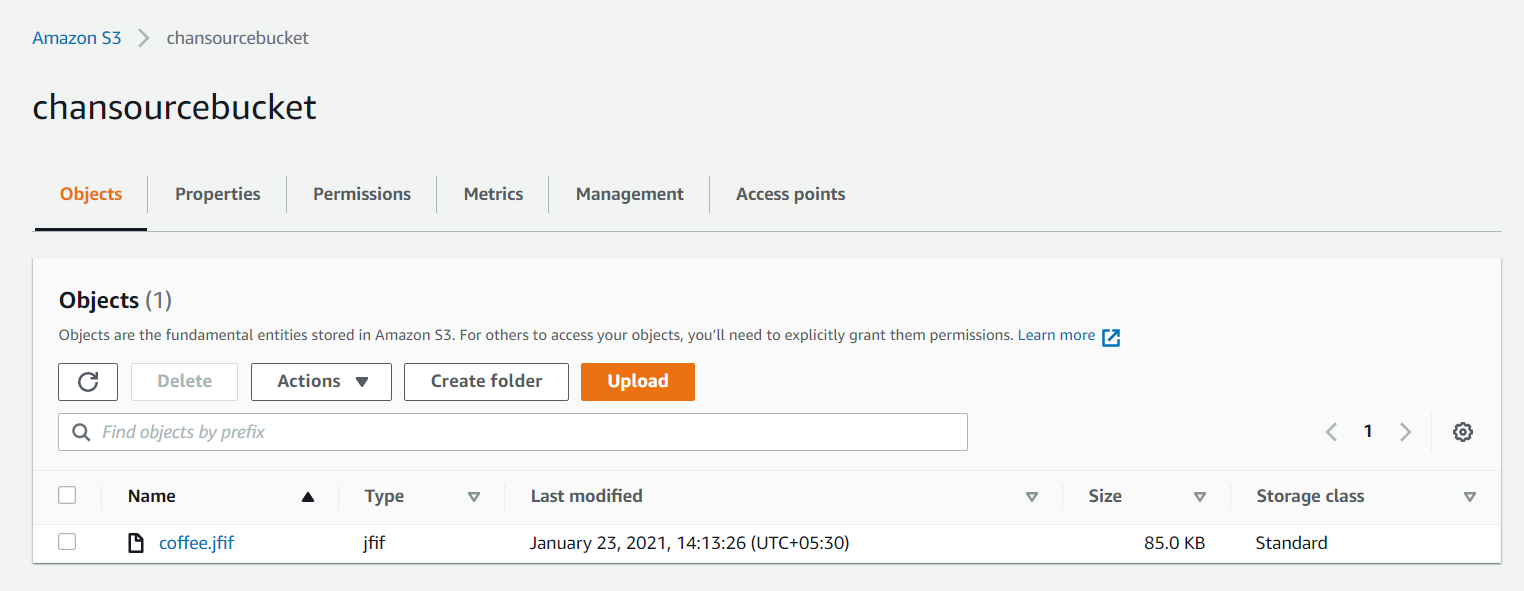 Amazon S3 > chansourcebucket
chansourcebucket
Objects Properties Permissions Metrics Management Access points
Objects (1)
Objects are the fundamental entities stored in Amazon S3. For others to access your objects, you'll need to explicitly grant them permissions. Learn more
Delete Actions Create folder Upload
Find objects by prefix 1
Name Type Last modified Size Storage class
coffee.jfif jfif January 23, 2021, 14:13:26 (UTC+05:30) 85.0 KB Standard